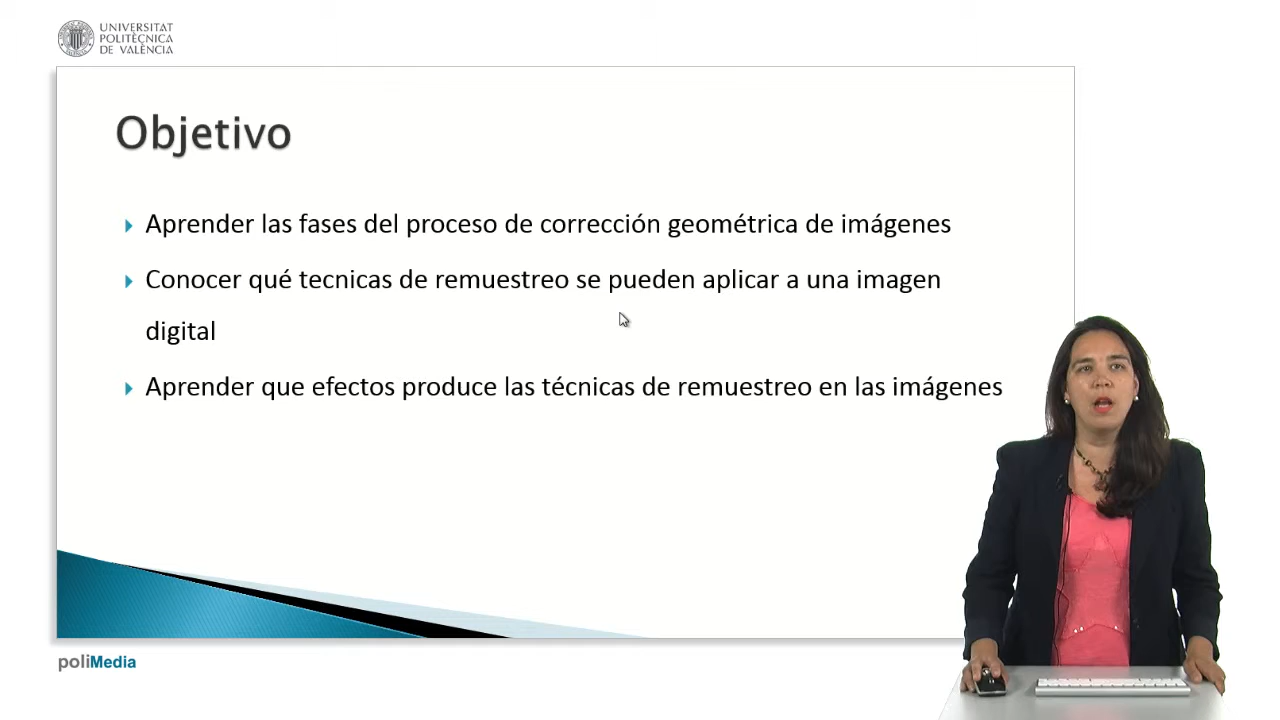 UNIVERSITAT
POLITÈCNICA
DE VALÈNCIA
Objetivo
Aprender las fases del proceso de corrección geométrica de imágenes
Conocer qué tecnicas de remuestreo se pueden aplicar a una imagen
digital
Aprender que efectos produce las técnicas de remuestreo en las imágenes
poliMedia